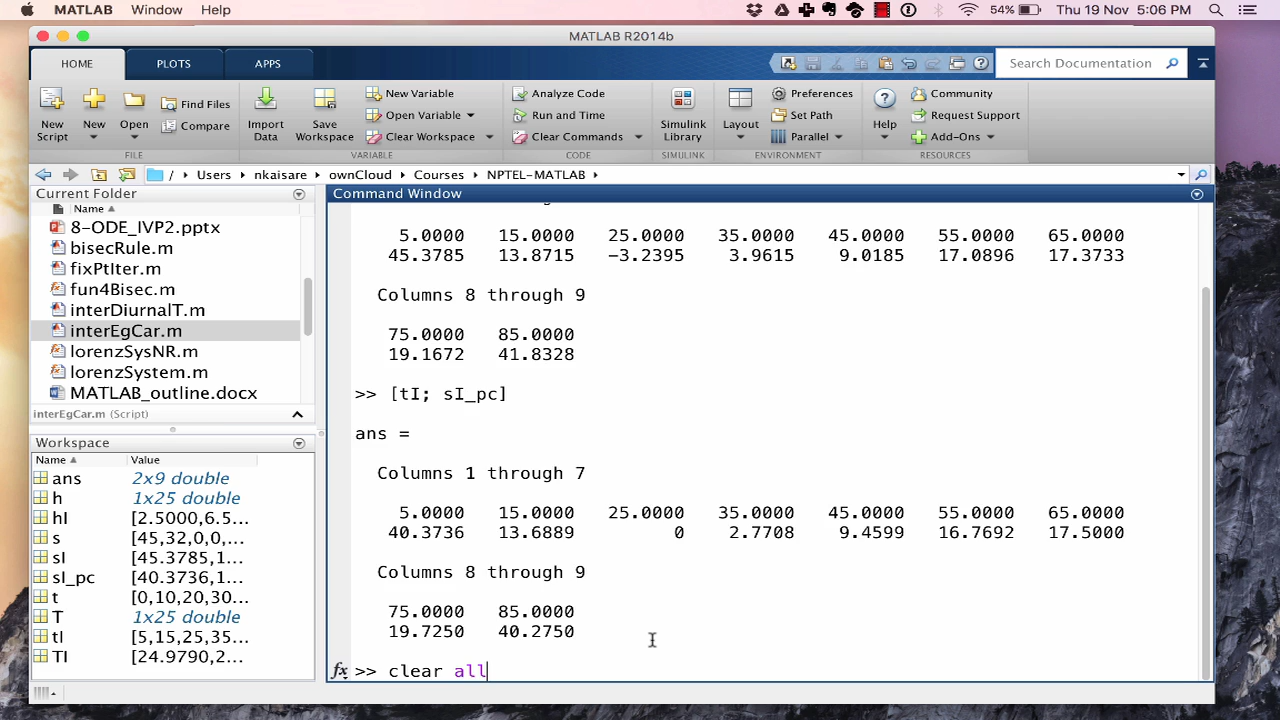 MATLAB Window Help 54% Thu 19 Nov 5:06 PM
MATLAB R2014b
HOME PLOTS APPS Search Documentation
New Script New Open Find Files Compare Import Data Save Workspace New Variable Open Variable Clear Workspace Analyze Code Run and Time Clear Commands Simulink Library Layout Preferences Set Path Parallel Help Community Request Support Add-Ons
FILE VARIABLE CODE SIMULINK ENVIRONMENT RESOURCES
/ Users nkaisare ownCloud Courses NPTEL-MATLAB
Current Folder
Name
8-ODE_IVP2.pptx
bisecRule.m
fixPtIter.m
fun4Bisec.m
interDiurnalT.m
interEgCar.m
lorenzSysNR.m
lorenzSystem.m
MATLAB_outline.docx
interEgCar.m (Script)
Workspace
Name Value
ans 2x9 double
h 1x25 double
hI [2.5000,6.5...
s [45,32,0,0,...
sI [45.3785,1...
sI_pc [40.3736,1...
t [0,10,20,30...
T 1x25 double
tI [5,15,25,35...
TI [24.9790,2...
Command Window
5.0000 15.0000 25.0000 35.0000 45.0000 55.0000 65.0000
45.3785 13.8715 -3.2395 3.9615 9.0185 17.0896 17.3733
Columns 8 through 9
75.0000 85.0000
19.1672 41.8328
>> [tI; sI_pc]
ans =
Columns 1 through 7
5.0000 15.0000 25.0000 35.0000 45.0000 55.0000 65.0000
40.3736 13.6889 0 2.7708 9.4599 16.7692 17.5000
Columns 8 through 9
75.0000 85.0000
19.7250 40.2750
fx >> clear all